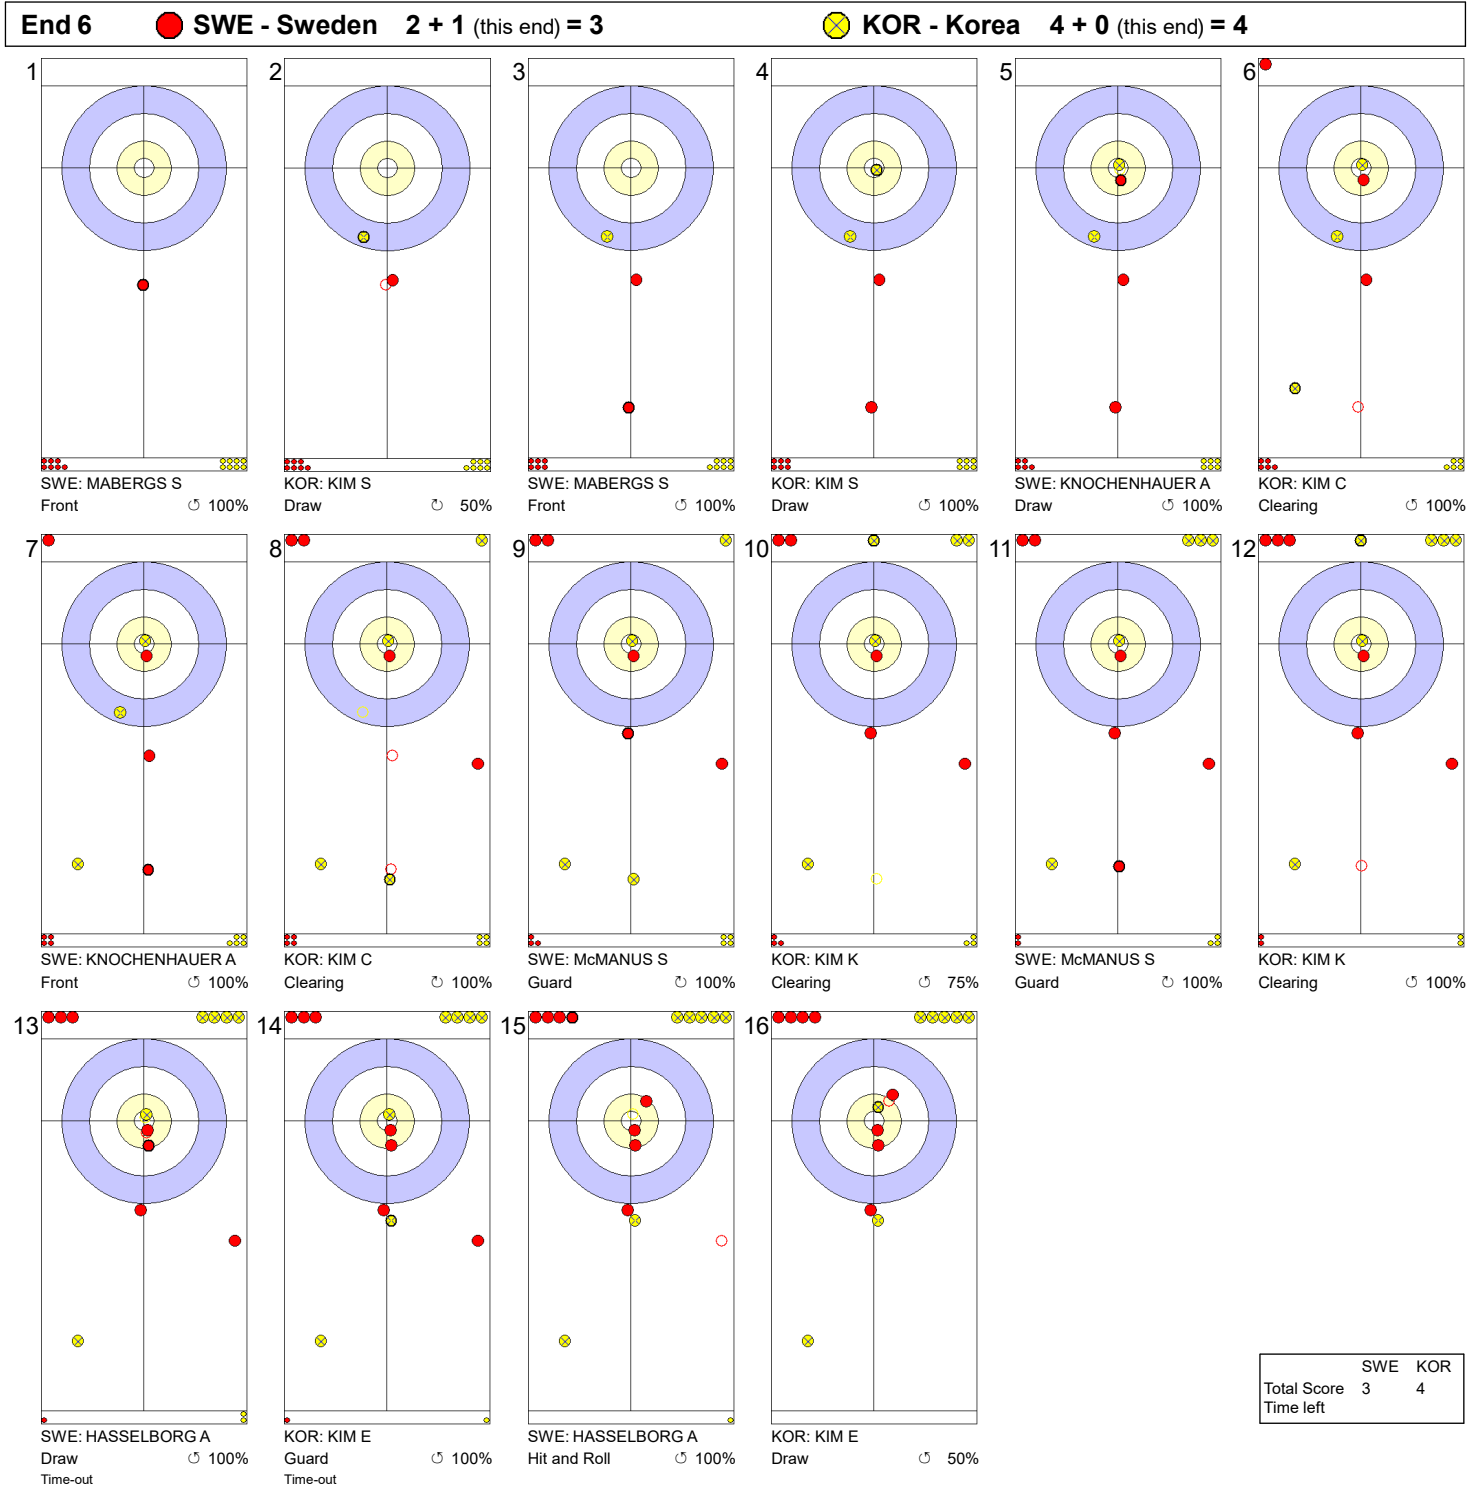 End 6 SWE - Sweden 2 + 1 (this end) = 3 KOR - Korea 4 + 0 (this end) = 4
1 2 3 4 5 6
SWE: MABERGS S KOR: KIM S SWE: MABERGS S KOR: KIM S SWE: KNOCHENHAUER A KOR: KIM C
Front ↺ 100% Draw ↻ 50% Front ↺ 100% Draw ↺ 100% Draw ↺ 100% Clearing ↺ 100%
7 8 9 10 11 12
SWE: KNOCHENHAUER A KOR: KIM C SWE: McMANUS S KOR: KIM K SWE: McMANUS S KOR: KIM K
Front ↺ 100% Clearing ↻ 100% Guard ↺ 100% Clearing ↺ 75% Guard ↺ 100% Clearing ↺ 100%
13 14 15 16
SWE: HASSELBORG A KOR: KIM E SWE: HASSELBORG A KOR: KIM E
Draw ↺ 100% Guard ↺ 100% Hit and Roll ↺ 100% Draw ↺ 50%
Time-out Time-out
SWE KOR
Total Score 3 4
Time left